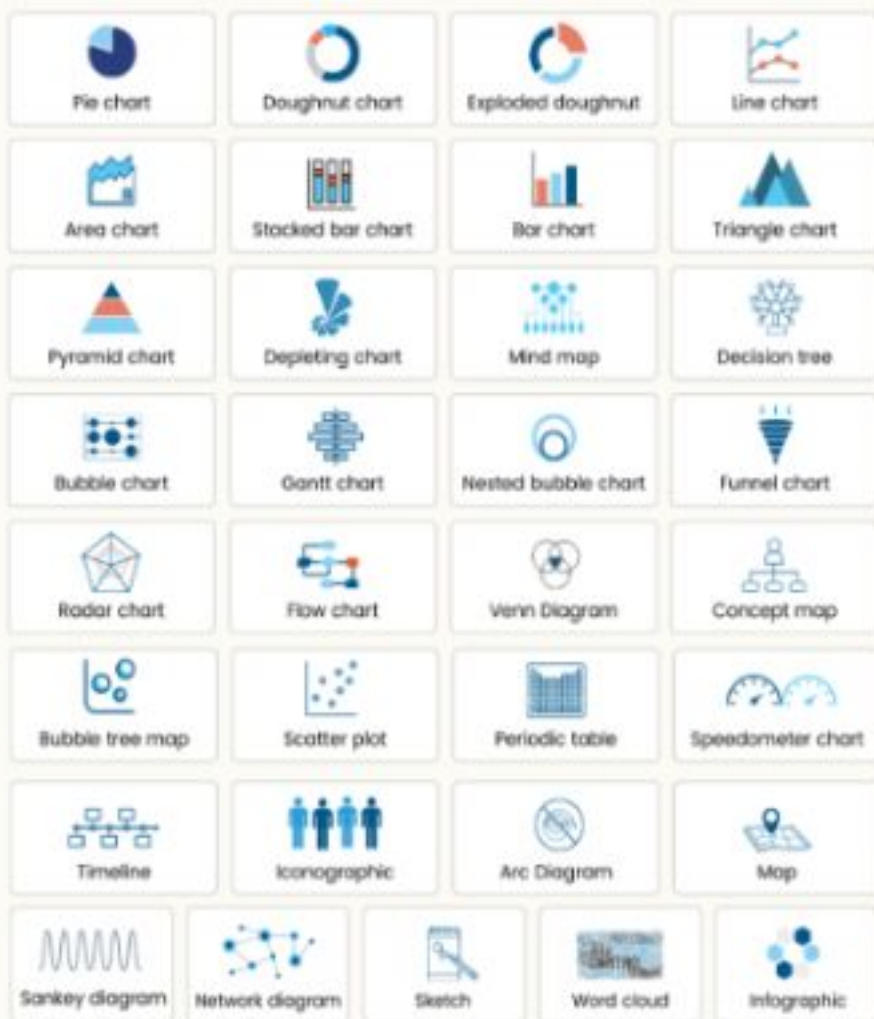 Pie chart
Doughnut chart
Exploded doughnut
Line chart
Area chart
Stacked bar chart
Bar chart
Triangle chart
Pyramid chart
Depleting chart
Mind map
Decision tree
Bubble chart
Gantt chart
Nested bubble chart
Funnel chart
Radar chart
Flow chart
Venn Diagram
Concept map
Bubble tree map
Scatter plot
Periodic table
Speedometer chart
Timeline
Iconographic
Arc Diagram
Map
Sankey diagram
Network diagram
Sketch
Word cloud
Infographic